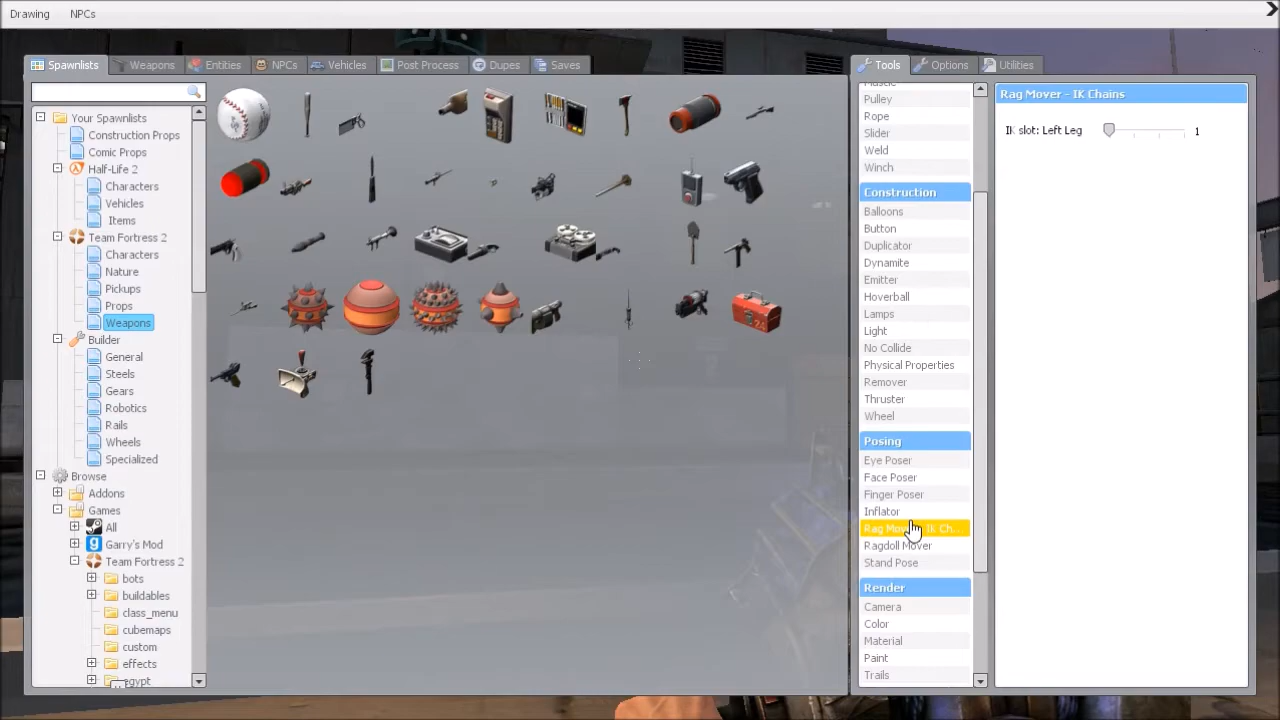 Drawing NPCs
Spawnlists Weapons Entities NPCs Vehicles Post Process Dupes Saves
Tools Options Utilities
Your Spawnlists
Construction Props
Comic Props
Half-Life 2
Characters
Vehicles
Items
Team Fortress 2
Characters
Nature
Pickups
Props
Weapons
Builder
General
Steels
Gears
Robotics
Rails
Wheels
Specialized
Browse
Addons
Games
All
Garry's Mod
Team Fortress 2
bots
buildables
class_menu
cubemaps
custom
effects
egypt
Pulley
Rope
Slider
Weld
Winch
Construction
Balloons
Button
Duplicator
Dynamite
Emitter
Hoverball
Lamps
Light
No Collide
Physical Properties
Remover
Thruster
Wheel
Posing
Eye Poser
Face Poser
Finger Poser
Inflator
Rag Mover IK Ch...
Ragdoll Mover
Stand Pose
Render
Camera
Color
Material
Paint
Trails
Rag Mover - IK Chains
IK slot: Left Leg 1